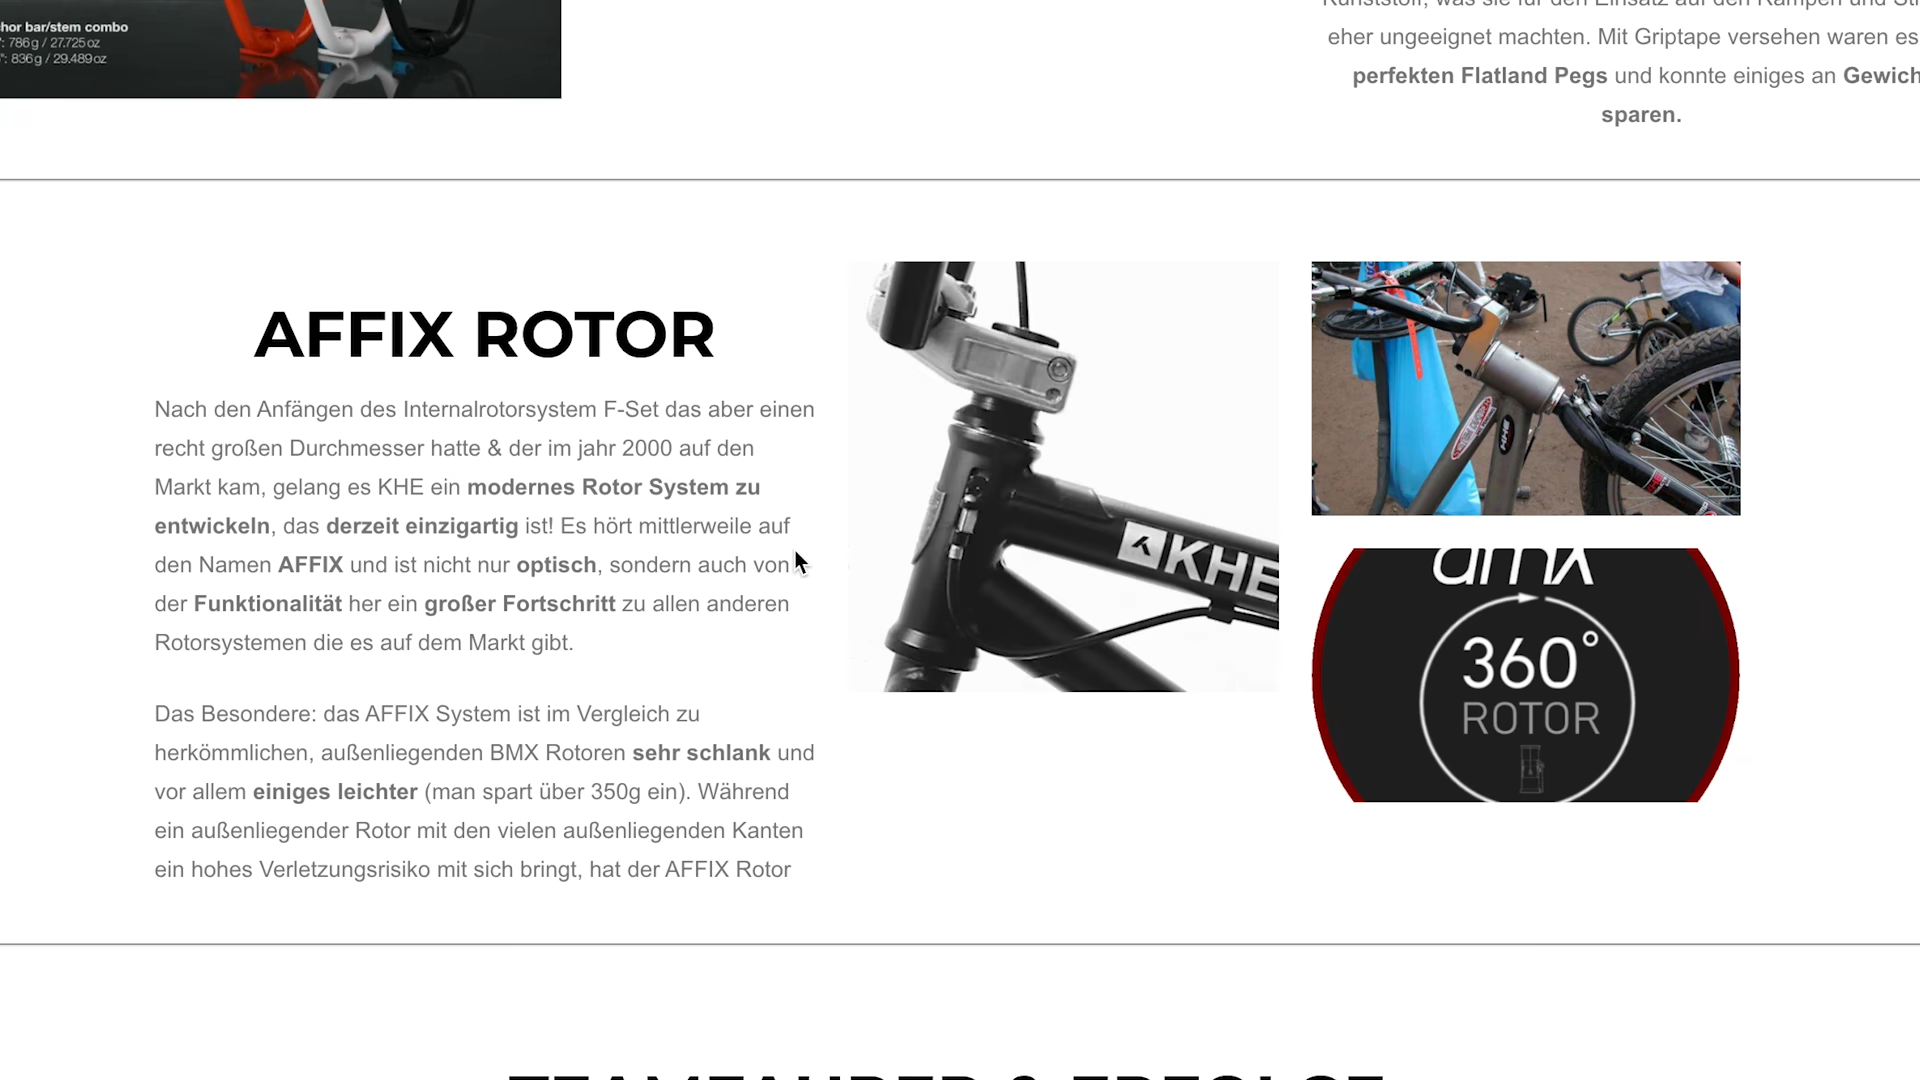 hor bar/stem combo
: 786g / 27.725oz
: 836g / 29.489oz
eher ungeeignet machten. Mit Griptape versehen waren es
perfekten Flatland Pegs und konnte einiges an Gewich
sparen.
AFFIX ROTOR
Nach den Anfängen des Internalrotorsystem F-Set das aber einen
recht großen Durchmesser hatte & der im jahr 2000 auf den
Markt kam, gelang es KHE ein modernes Rotor System zu
entwickeln, das derzeit einzigartig ist! Es hört mittlerweile auf
den Namen AFFIX und ist nicht nur optisch, sondern auch von
der Funktionalität her ein großer Fortschritt zu allen anderen
Rotorsystemen die es auf dem Markt gibt.
Das Besondere: das AFFIX System ist im Vergleich zu
herkömmlichen, außenliegenden BMX Rotoren sehr schlank und
vor allem einiges leichter (man spart über 350g ein). Während
ein außenliegender Rotor mit den vielen außenliegenden Kanten
ein hohes Verletzungsrisiko mit sich bringt, hat der AFFIX Rotor
KHE
KHE
360°
ROTOR